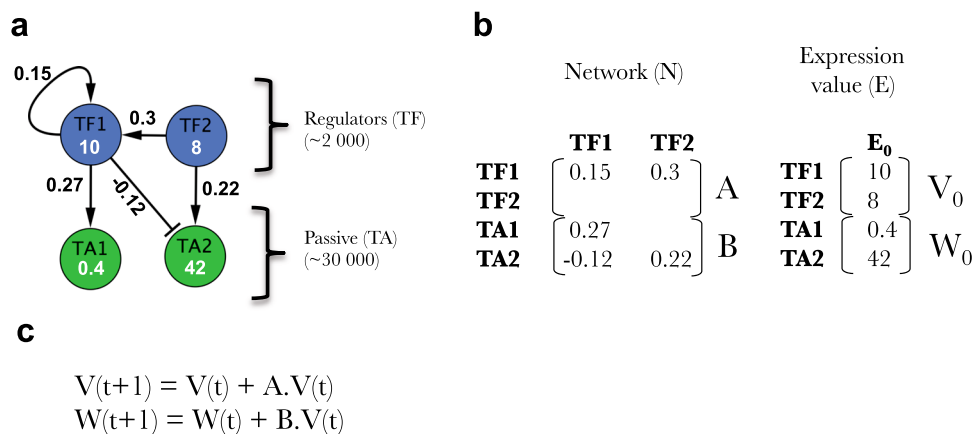 a
0.15
TF1
10
0.3
TF2
8
Regulators (TF)
(~2 000)
0.27
-0.12
0.22
TA1
0.4
TA2
42
Passive (TA)
(~30 000)
b
Network (N)
Expression
value (E)
TF1 TF2
E0
TF1 0.15 0.3
TF2
A
TA1 0.27
TA2 -0.12 0.22
B
TF1 10
TF2 8
V0
TA1 0.4
TA2 42
W0
c
V(t+1) = V(t) + A.V(t)
W(t+1) = W(t) + B.V(t)